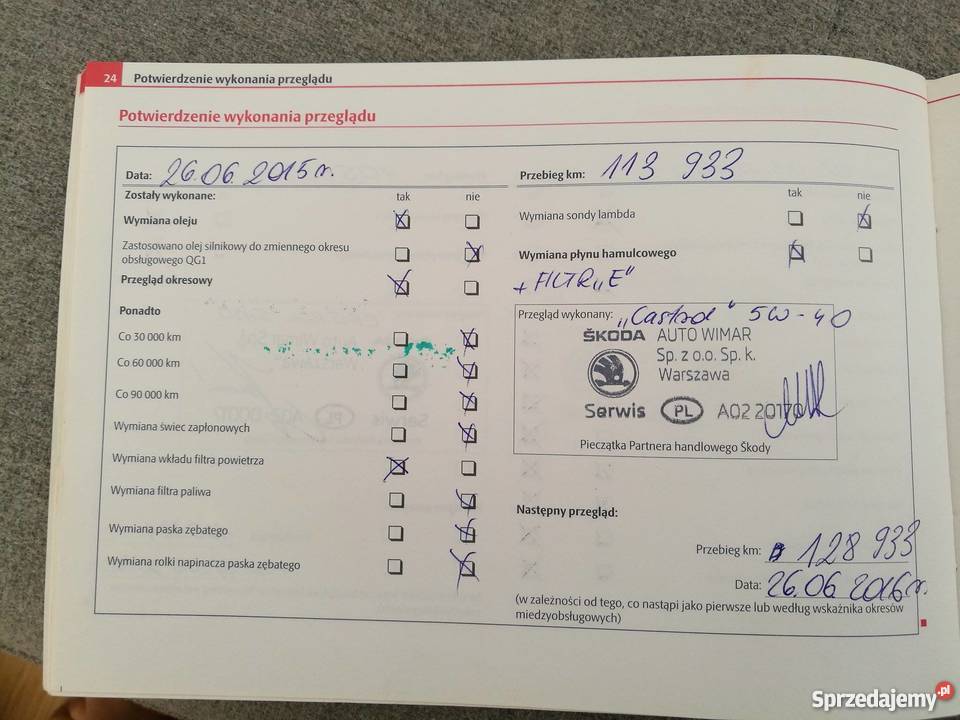 24 Potwierdzenie wykonania przeglądu
Potwierdzenie wykonania przeglądu
Data: 26.06.2015r.
Zostały wykonane: tak nie
Wymiana oleju
Zastosowano olej silnikowy do zmiennego okresu
obsługowego QG1
Przegląd okresowy
Ponadto
Co 30 000 km
Co 60 000 km
Co 90 000 km
Wymiana świec zapłonowych
Wymiana wkładu filtra powietrza
Wymiana filtra paliwa
Wymiana paska zębatego
Wymiana rolki napinacza paska zębatego
Przebieg km: 113 933
tak nie
Wymiana sondy lambda
Wymiana płynu hamulcowego
+ FILTR „E"
Przegląd wykonany: „Castrol" 5W-40
ŠKODA AUTO WIMAR
Sp. z o.o. Sp. k.
Warszawa
Serwis PL A02 20170
Pieczątka Partnera handlowego Škody
Następny przegląd:
Przebieg km: 128 933
Data: 26.06.2016r.
(w zależności od tego, co nastąpi jako pierwsze lub według wskaźnika okresów
międzyobsługowych)
Sprzedajemy.pl